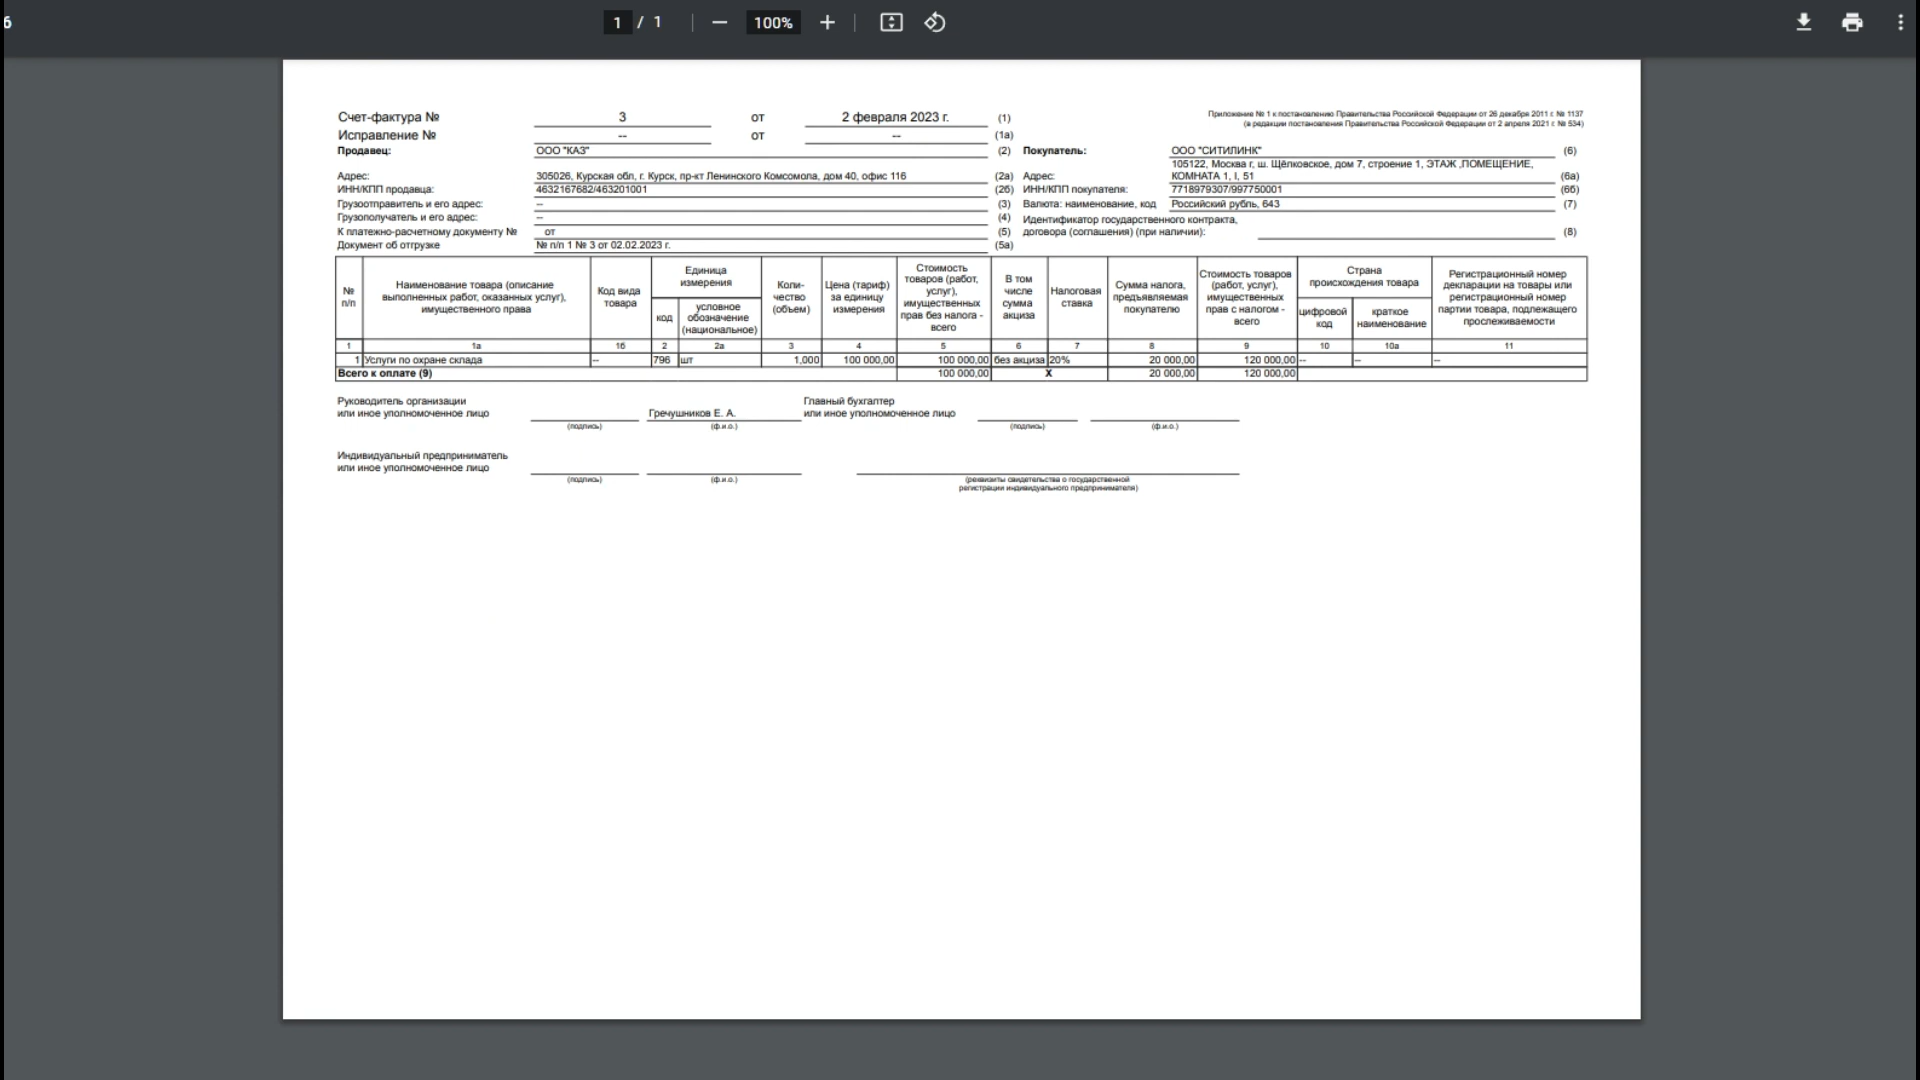 6
1 / 1 100%
Счет-фактура № 3 от 2 февраля 2023 г. (1)
Исправление № -- от -- (1а)
Приложение № 1 к постановлению Правительства Российской Федерации от 26 декабря 2011 г. № 1137
(в редакции постановления Правительства Российской Федерации от 2 апреля 2021 г. № 534)
Продавец: ООО "КАЗ" (2)
Адрес: 305026, Курская обл, г. Курск, пр-кт Ленинского Комсомола, дом 40, офис 116 (2а)
ИНН/КПП продавца: 4632167682/463201001 (2б)
Грузоотправитель и его адрес: -- (3)
Грузополучатель и его адрес: -- (4)
К платежно-расчетному документу № от (5)
Документ об отгрузке № п/п 1 № 3 от 02.02.2023 г. (5а)
Покупатель: ООО "СИТИЛИНК" (6)
105122, Москва г, ш. Щёлковское, дом 7, строение 1, ЭТАЖ ,ПОМЕЩЕНИЕ,
Адрес: КОМНАТА 1, I, 51 (6а)
ИНН/КПП покупателя: 7718979307/997750001 (6б)
Валюта: наименование, код Российский рубль, 643 (7)
Идентификатор государственного контракта,
договора (соглашения) (при наличии): (8)
№
п/п
Наименование товара (описание
выполненных работ, оказанных услуг),
имущественного права
Код вида
товара
Единица
измерения
код
условное
обозначение
(национальное)
Коли-
чество
(объем)
Цена (тариф)
за единицу
измерения
Стоимость
товаров (работ,
услуг),
имущественных
прав без налога -
всего
В том
числе
сумма
акциза
Налоговая
ставка
Сумма налога,
предъявляемая
покупателю
Стоимость товаров
(работ, услуг),
имущественных
прав с налогом -
всего
Страна
происхождения товара
цифровой
код
краткое
наименование
Регистрационный номер
декларации на товары или
регистрационный номер
партии товара, подлежащего
прослеживаемости
1 1а 1б 2 2а 3 4 5 6 7 8 9 10 10а 11
1 Услуги по охране склада -- 796 шт 1,000 100 000,00 100 000,00 без акциза 20% 20 000,00 120 000,00 -- -- --
Всего к оплате (9) 100 000,00 X 20 000,00 120 000,00
Руководитель организации
или иное уполномоченное лицо Гречушников Е. А.
(подпись) (ф.и.о.)
Главный бухгалтер
или иное уполномоченное лицо
(подпись) (ф.и.о.)
Индивидуальный предприниматель
или иное уполномоченное лицо
(подпись) (ф.и.о.)
(реквизиты свидетельства о государственной
регистрации индивидуального предпринимателя)